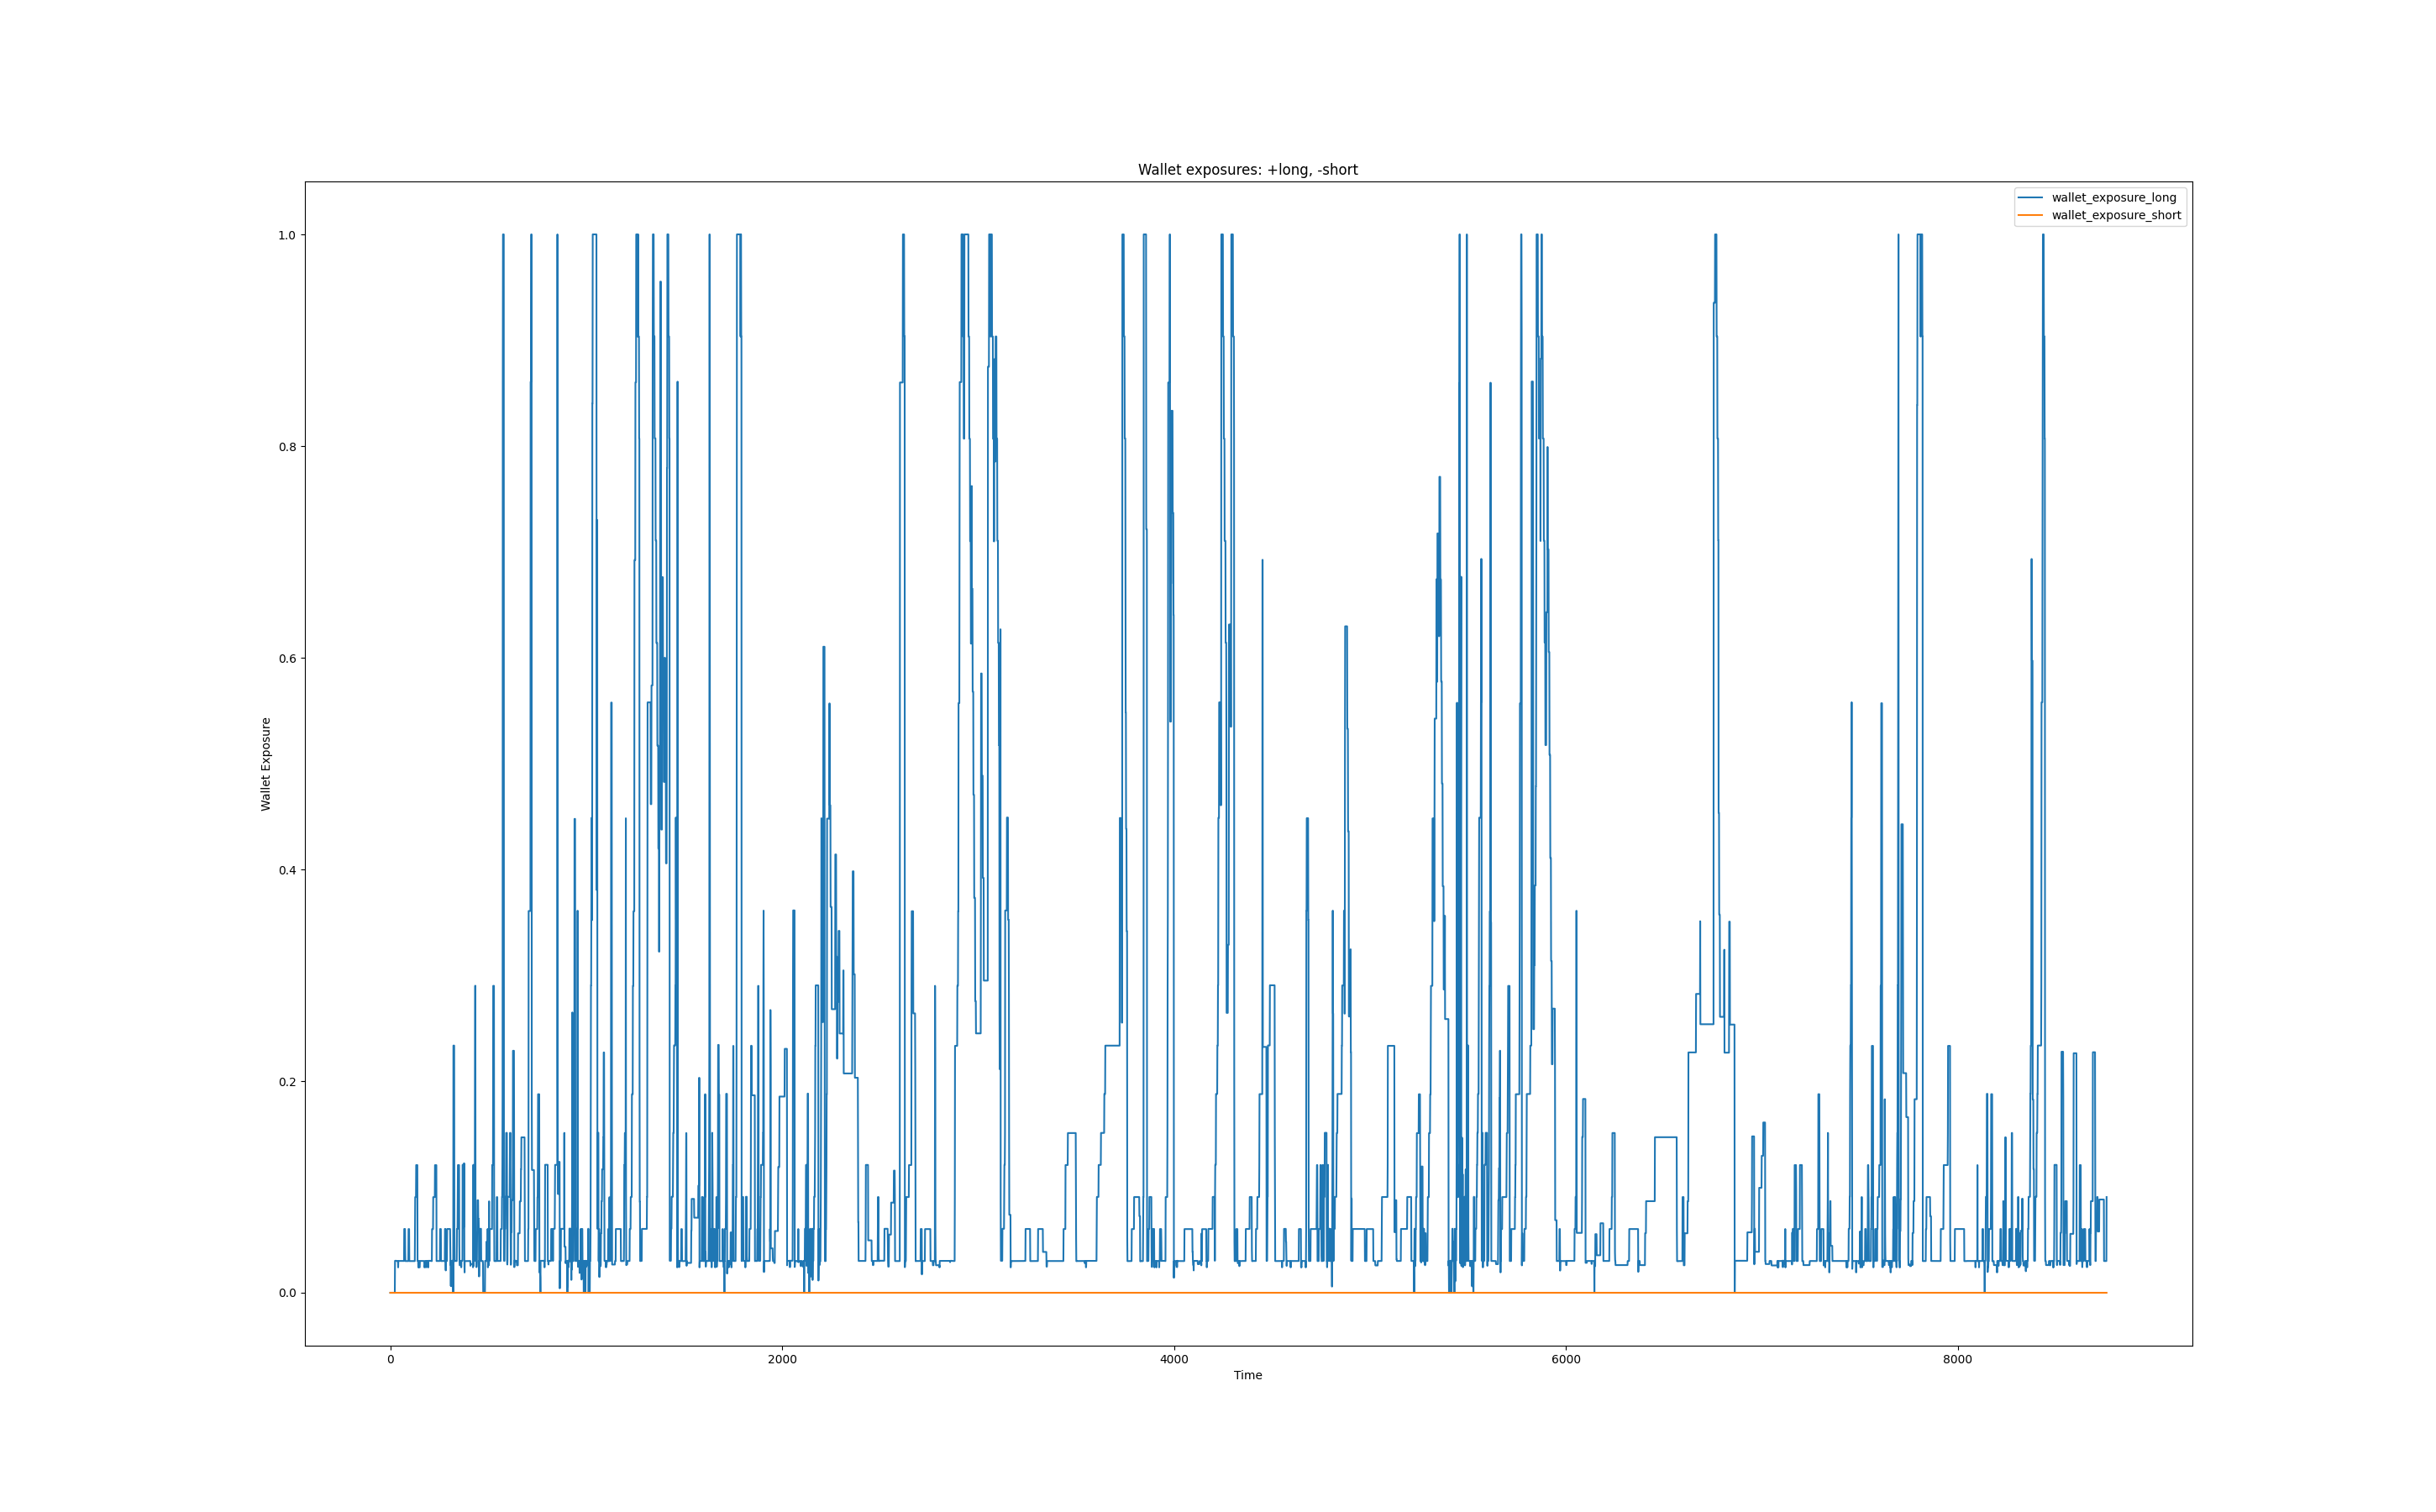 Wallet exposures: +long, -short
wallet_exposure_long
wallet_exposure_short
1.0
0.8
0.6
0.4
0.2
0.0
Wallet Exposure
0 2000 4000 6000 8000
Time